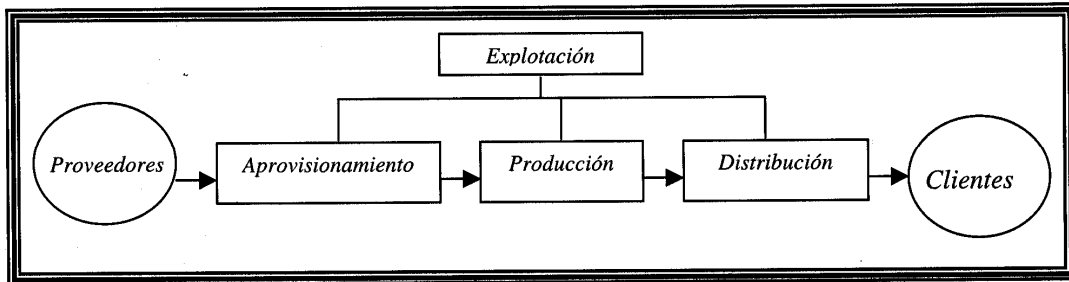 Explotación
Proveedores
Aprovisionamiento
Producción
Distribución
Clientes